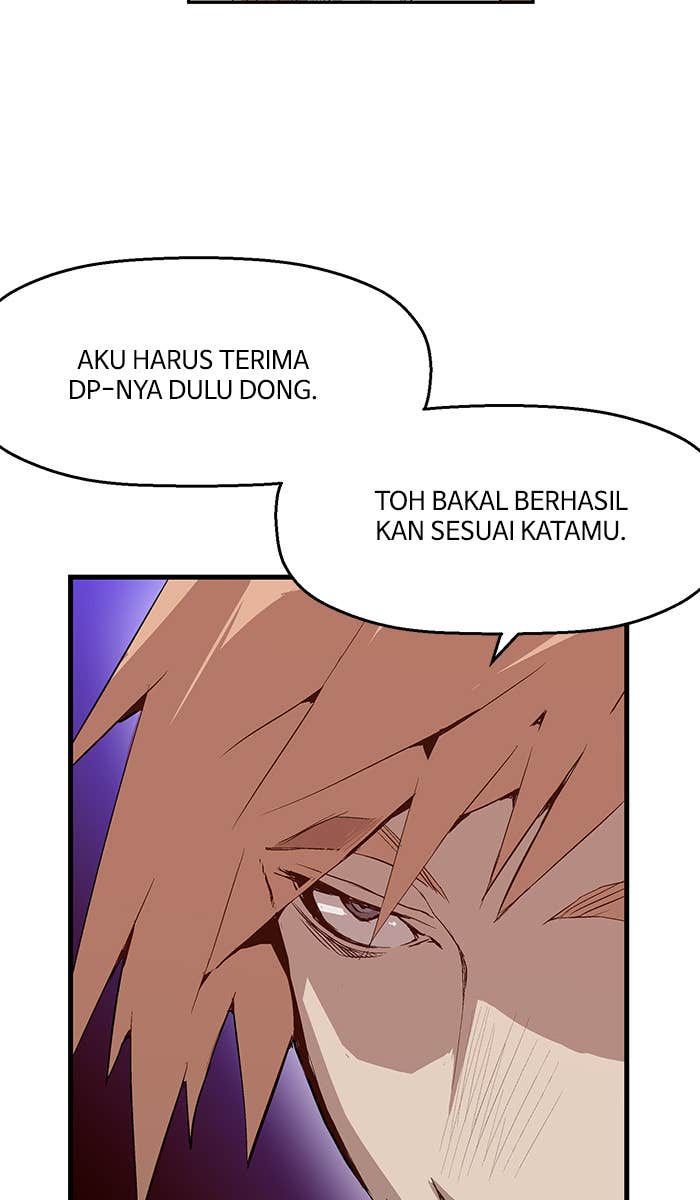 AKU HARUS TERIMA
DP-NYA DULU DONG.
TOH BAKAL BERHASIL
KAN SESUAI KATAMU.